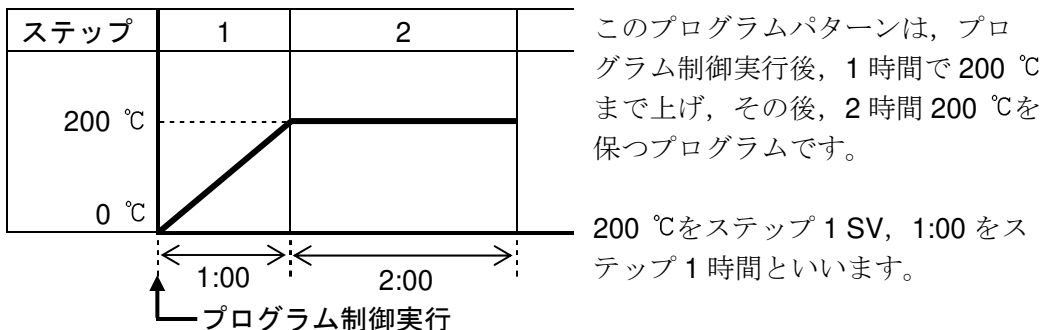 ステップ 1 2
200 ℃
0 ℃
1:00 2:00
プログラム制御実行
このプログラムパターンは，プロ
グラム制御実行後，1 時間で 200 ℃
まで上げ，その後，2 時間 200 ℃を
保つプログラムです。
200 ℃をステップ 1 SV，1:00 をス
テップ 1 時間といいます。